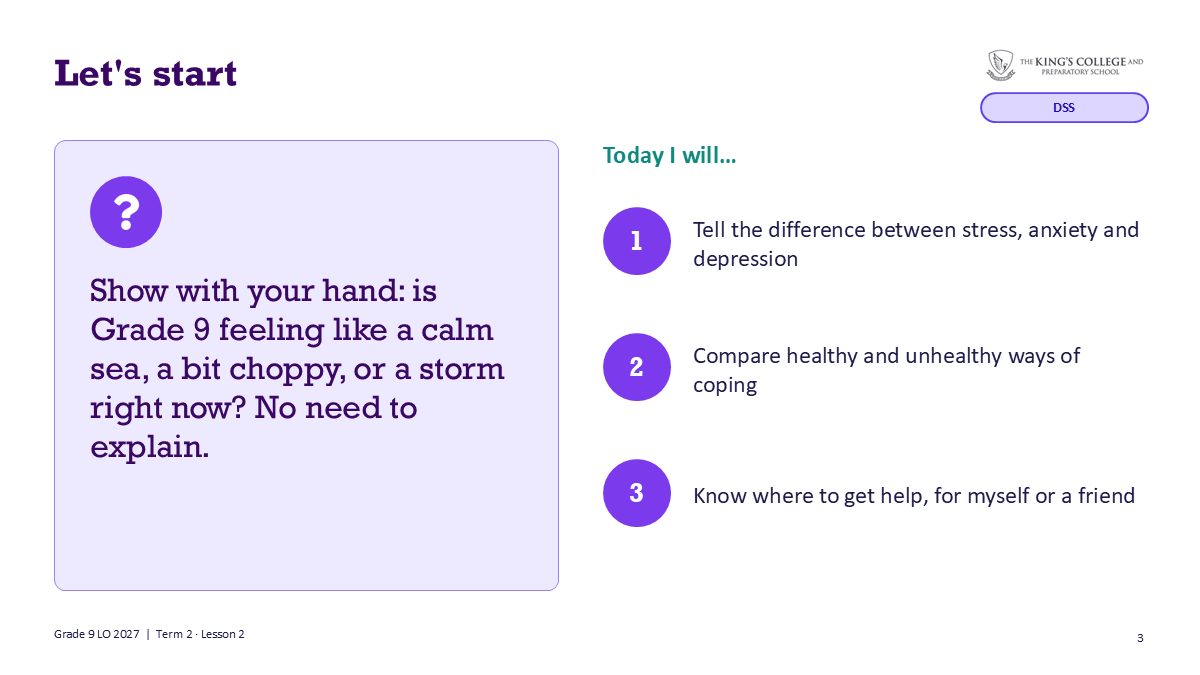 Let's start
THE KING'S COLLEGE AND
PREPARATORY SCHOOL
DSS
?
Show with your hand: is
Grade 9 feeling like a calm
sea, a bit choppy, or a storm
right now? No need to
explain.
Today I will...
1
Tell the difference between stress, anxiety and
depression
2
Compare healthy and unhealthy ways of
coping
3
Know where to get help, for myself or a friend
Grade 9 LO 2027 | Term 2 · Lesson 2
3